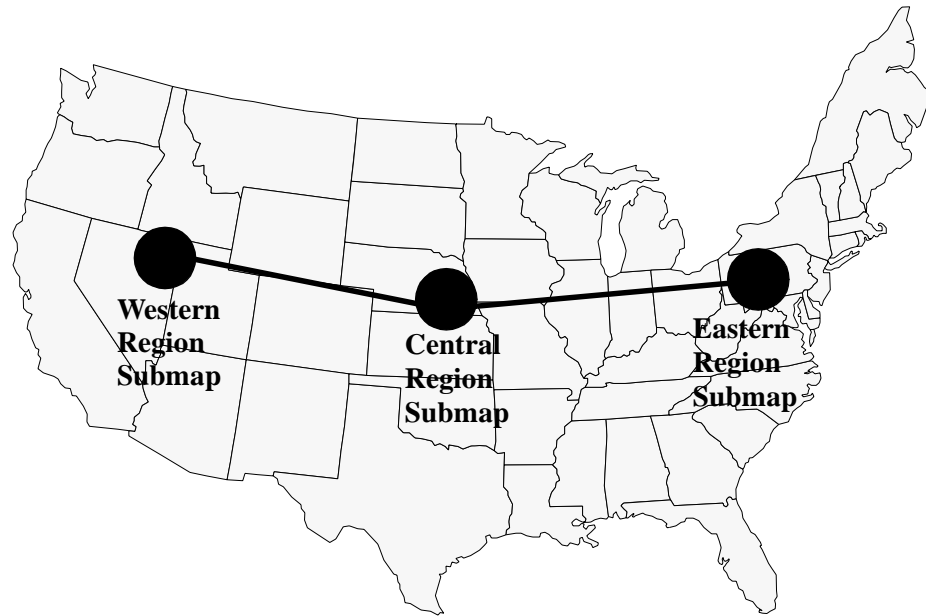 Western
Region
Submap
Central
Region
Submap
Eastern
Region
Submap